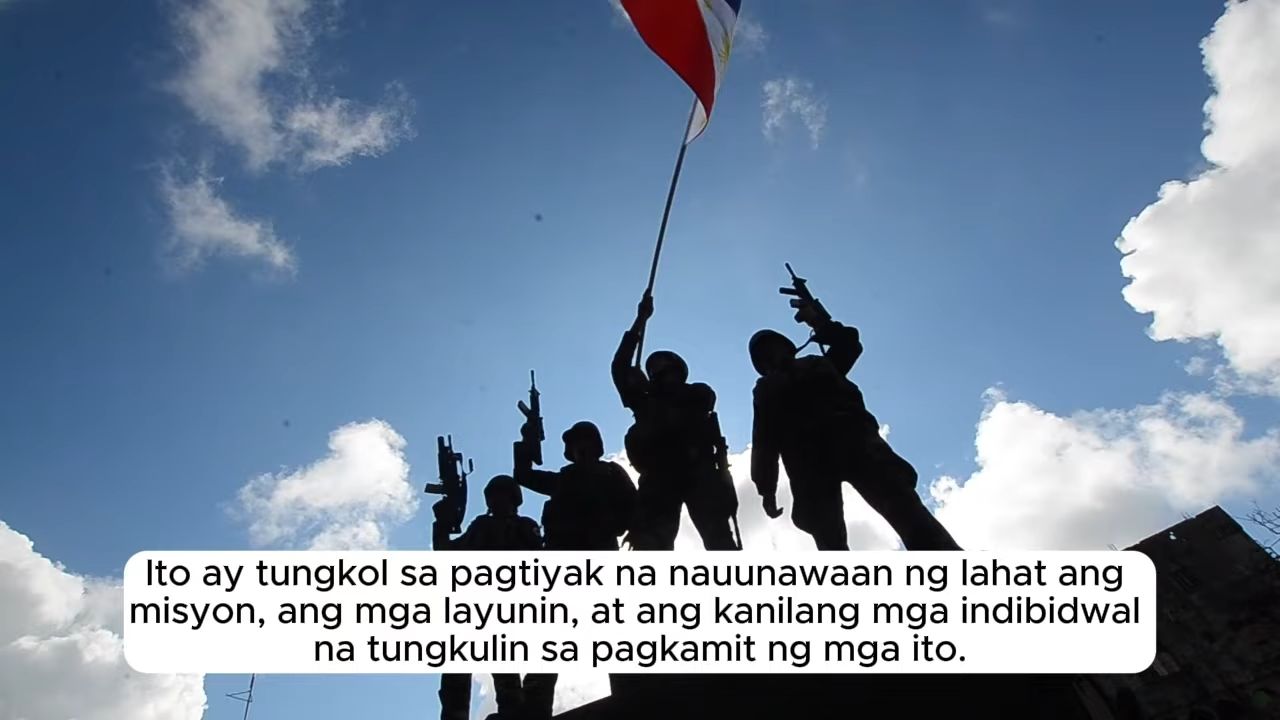 Ito ay tungkol sa pagtiyak na nauunawaan ng lahat ang
misyon, ang mga layunin, at ang kanilang mga indibidwal
na tungkulin sa pagkamit ng mga ito.